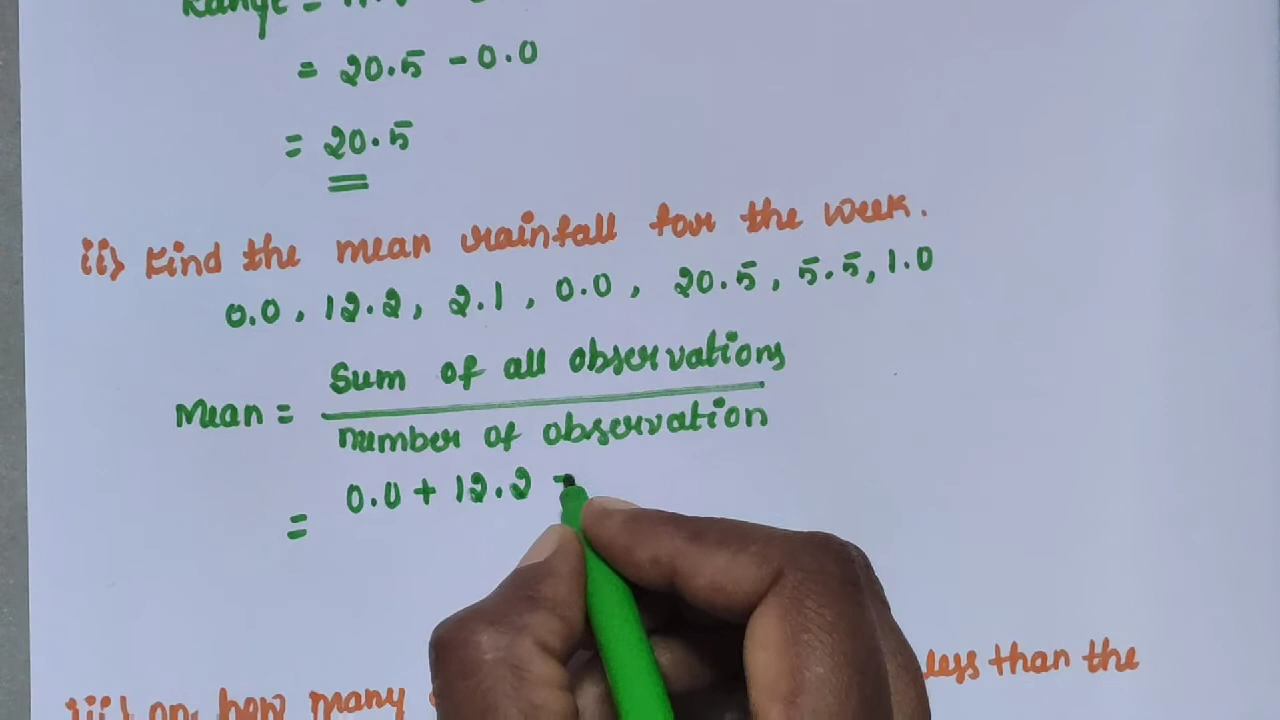 Range =
= 20.5 - 0.0
= 20.5
ii) Find the mean rainfall for the week.
0.0, 12.2, 2.1, 0.0, 20.5, 5.5, 1.0
Mean = Sum of all observations
number of observation
= 0.0 + 12.2
iii) on how many less than the